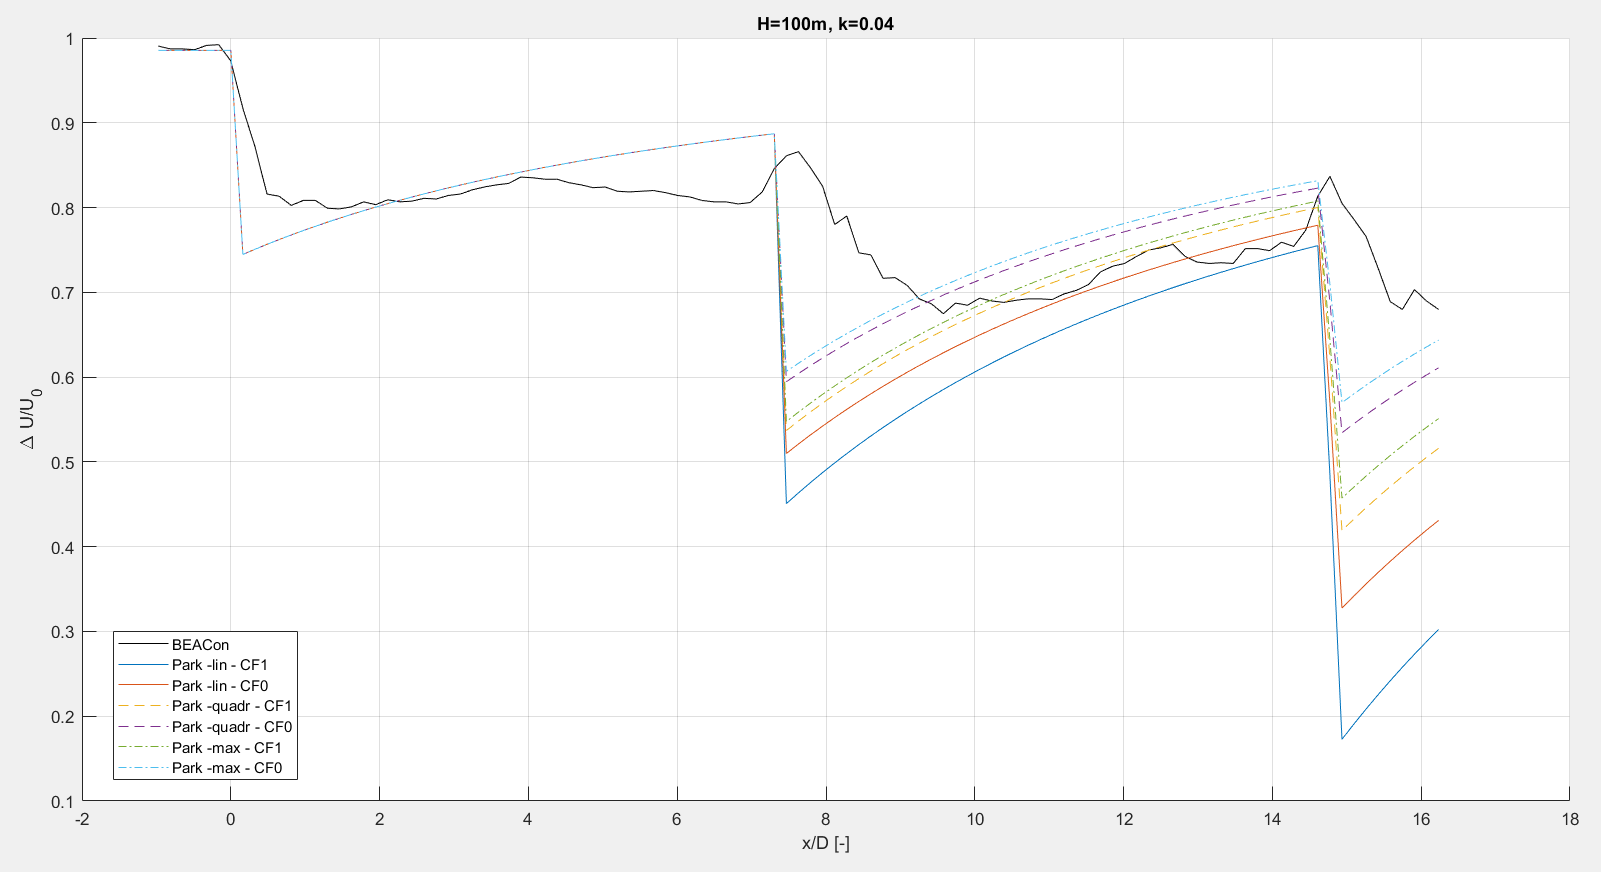 H=100m, k=0.04
1
0.9
0.8
0.7
0.6
0.5
0.4
0.3
0.2
0.1
Δ U/U0
BEACon
Park -lin - CF1
Park -lin - CF0
Park -quadr - CF1
Park -quadr - CF0
Park -max - CF1
Park -max - CF0
-2 0 2 4 6 8 10 12 14 16 18
x/D [-]